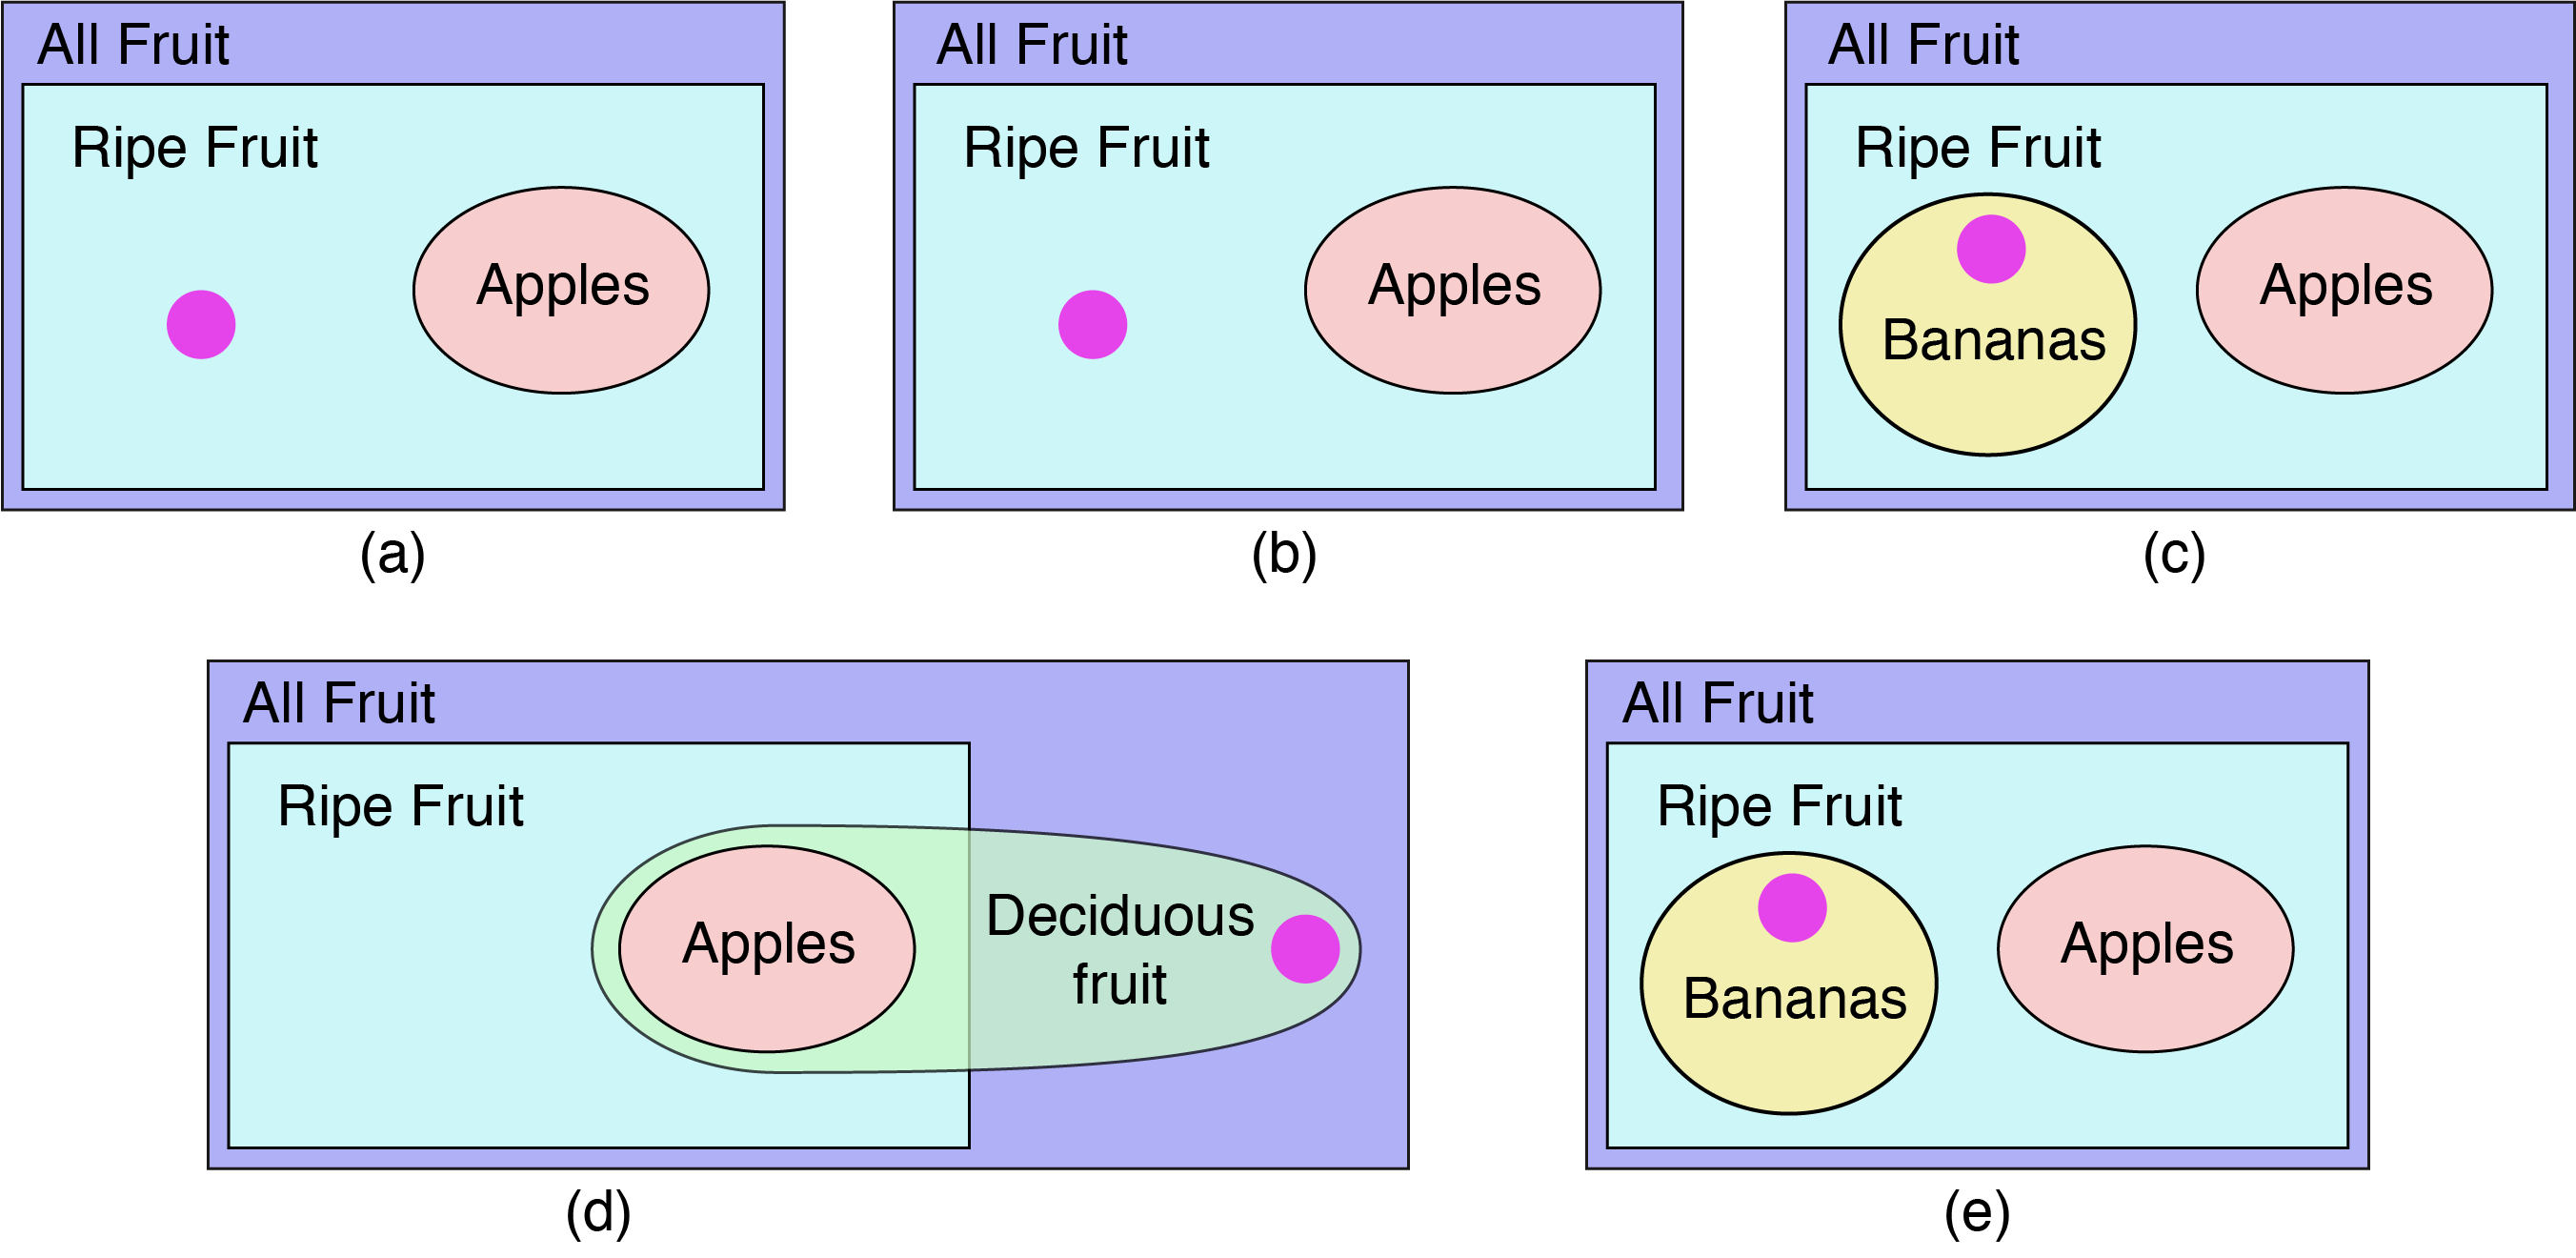 All Fruit
Ripe Fruit
Apples
(a)
All Fruit
Ripe Fruit
Apples
(b)
All Fruit
Ripe Fruit
Apples
Bananas
(c)
All Fruit
Ripe Fruit
Apples
Deciduous
fruit
(d)
All Fruit
Ripe Fruit
Apples
Bananas
(e)